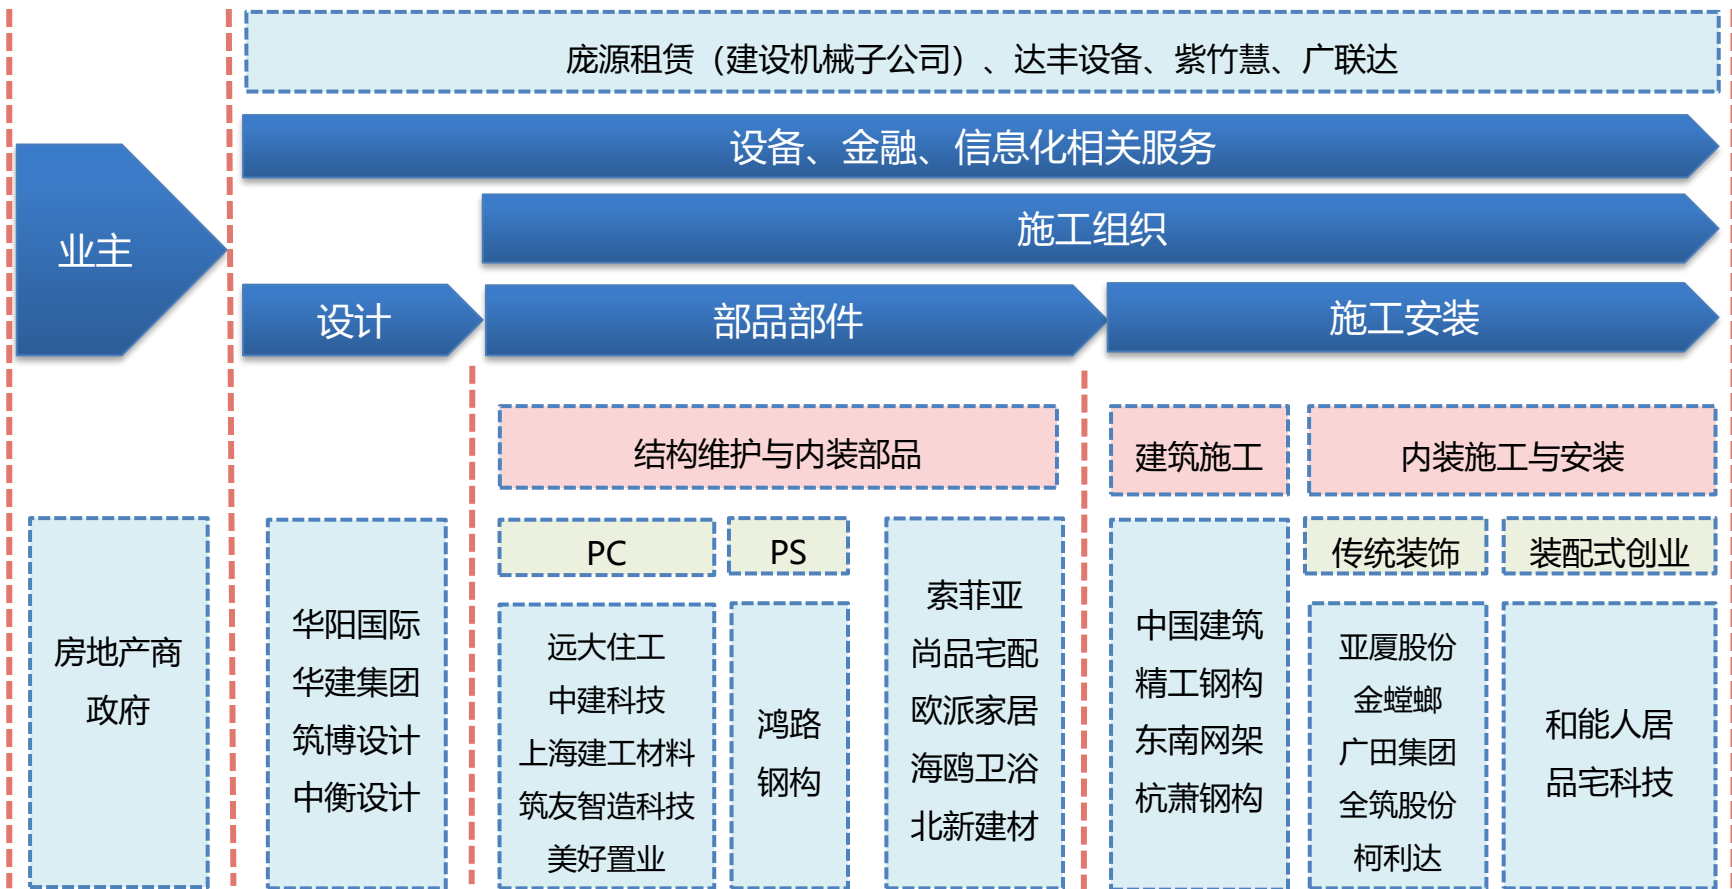 庞源租赁（建设机械子公司）、达丰设备、紫竹慧、广联达
设备、金融、信息化相关服务
施工组织
业主
设计
部品部件
施工安装
结构维护与内装部品
建筑施工
内装施工与安装
房地产商
政府
华阳国际
华建集团
筑博设计
中衡设计
PC
远大住工
中建科技
上海建工材料
筑友智造科技
美好置业
PS
鸿路
钢构
索菲亚
尚品宅配
欧派家居
海鸥卫浴
北新建材
中国建筑
精工钢构
东南网架
杭萧钢构
传统装饰
亚厦股份
金螳螂
广田集团
全筑股份
柯利达
装配式创业
和能人居
品宅科技